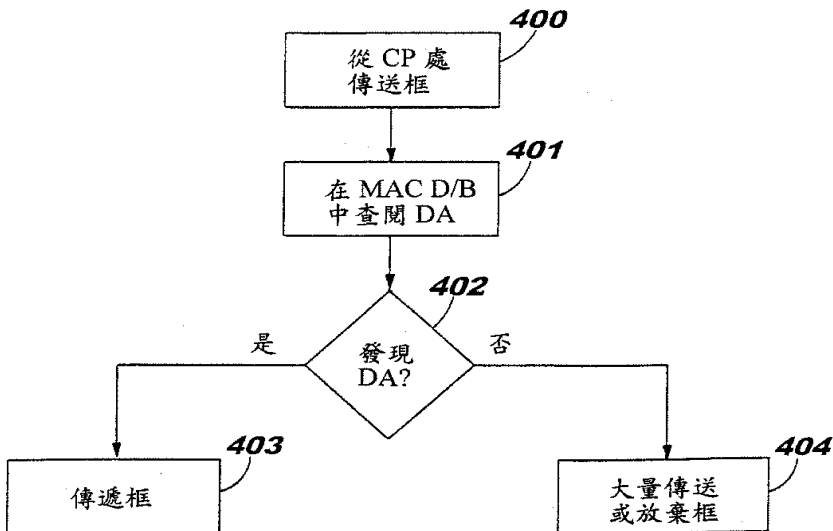 400
從 CP 處
傳送框
401
在 MAC D/B
中查閱 DA
402
發現
DA?
是
否
403
傳遞框
404
大量傳送
或放棄框